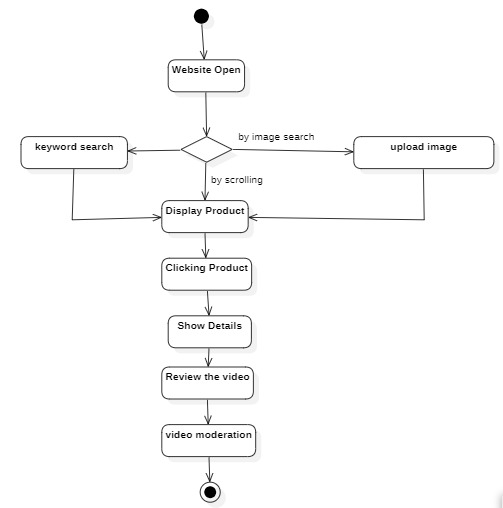 Website Open
by image search
keyword search
upload image
by scrolling
Display Product
Clicking Product
Show Details
Review the video
video moderation